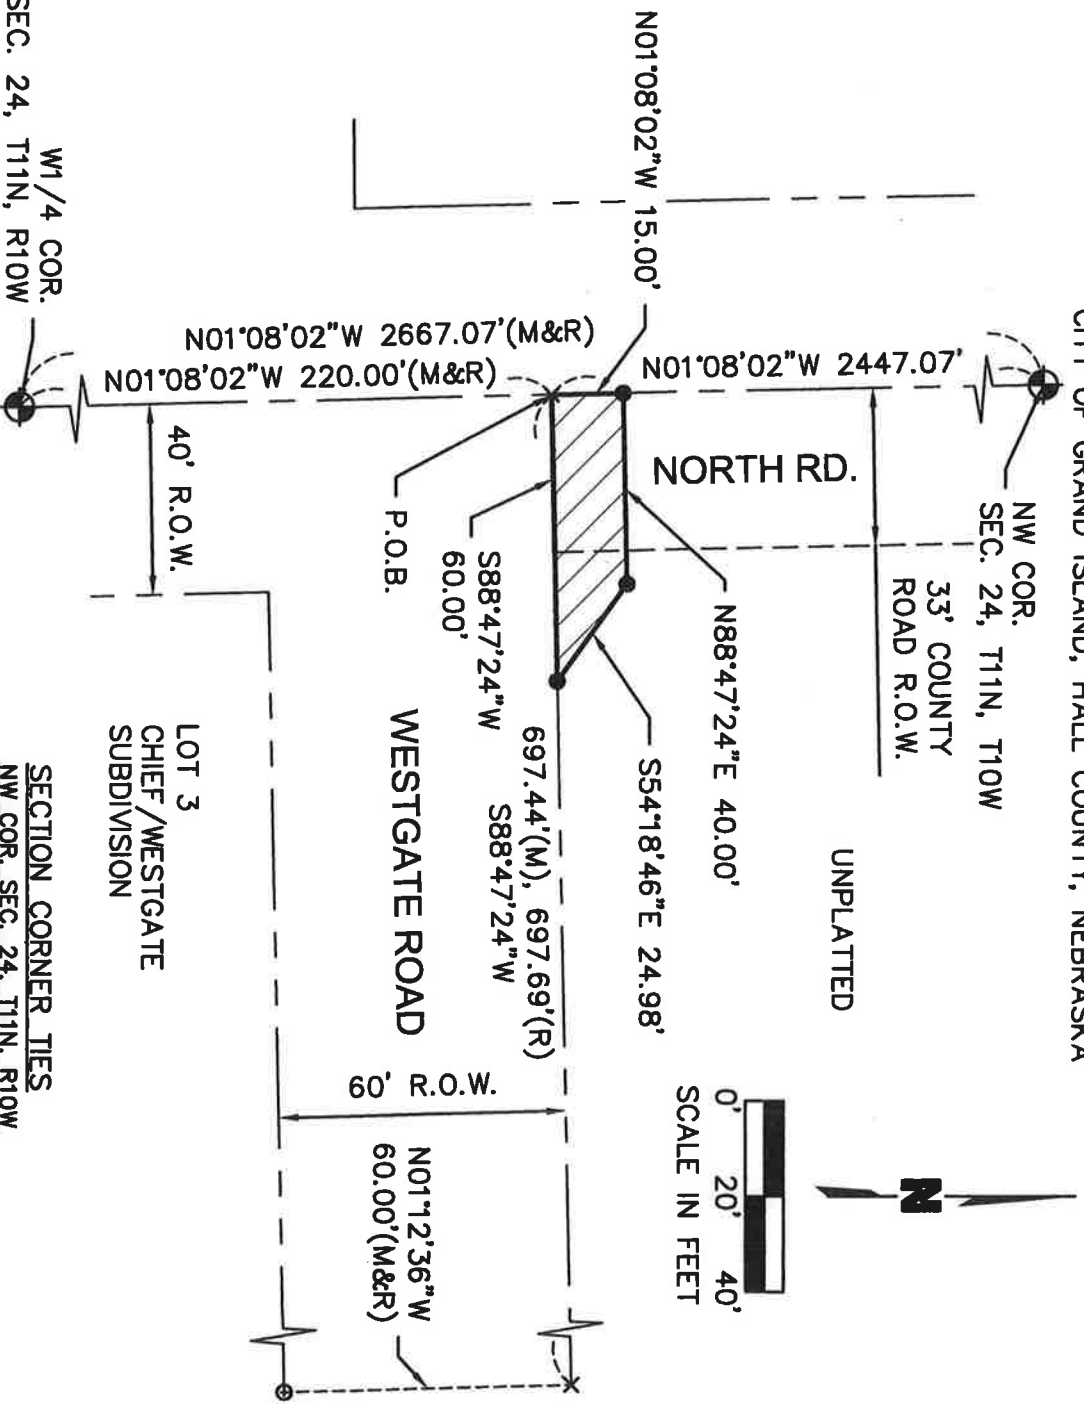 CITY OF GRAND ISLAND, HALL COUNTY, NEBRASKA
NW COR.
SEC. 24, T11N, T10W
33' COUNTY
ROAD R.O.W.
UNPLATTED
N01°08'02"W 15.00'
N01°08'02"W 2447.07'
NORTH RD.
N88°47'24"E 40.00'
S54°18'46"E 24.98'
0' 20' 40'
SCALE IN FEET
N
N01°08'02"W 2667.07'(M&R)
N01°08'02"W 220.00'(M&R)
P.O.B.
S88°47'24"W
60.00'
697.44'(M), 697.69'(R)
S88°47'24"W
WESTGATE ROAD
60' R.O.W.
N01°12'36"W
60.00'(M&R)
40' R.O.W.
W1/4 COR.
SEC. 24, T11N, R10W
LOT 3
CHIEF/WESTGATE
SUBDIVISION
SECTION CORNER TIES
NW COR. SEC. 24, T11N, R10W